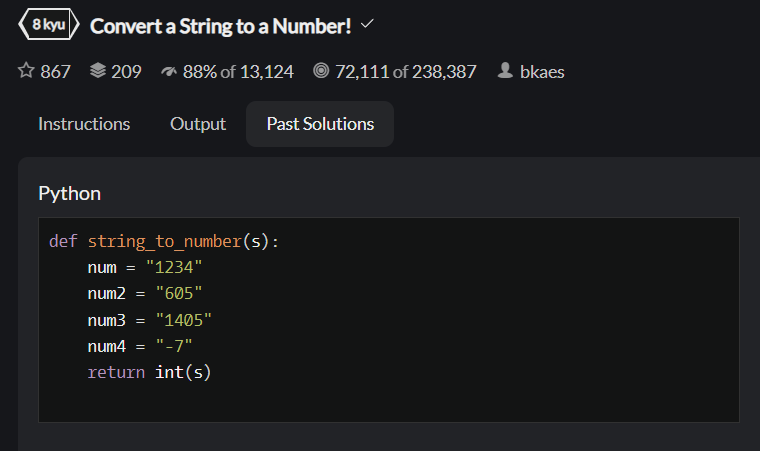 8 kyu Convert a String to a Number!
867 209 88% of 13,124 72,111 of 238,387 bkaes
Instructions Output Past Solutions
Python
def string_to_number(s):
    num = "1234"
    num2 = "605"
    num3 = "1405"
    num4 = "-7"
    return int(s)